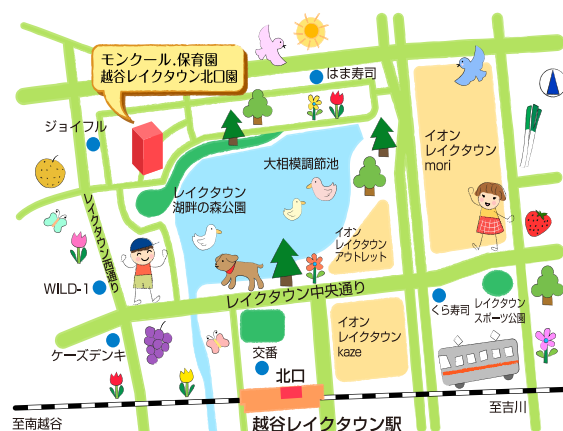 モンクール保育園
越谷レイクタウン北口園
はま寿司
ジョイフル
イオン
レイクタウン
mori
大相模調節池
レイクタウン
湖畔の森公園
レイクタウン西通り
イオン
レイクタウン
アウトレット
WILD-1
レイクタウン中央通り
くら寿司
レイクタウン
スポーツ公園
イオン
レイクタウン
kaze
ケーズデンキ
交番
北口
至南越谷
越谷レイクタウン駅
至吉川